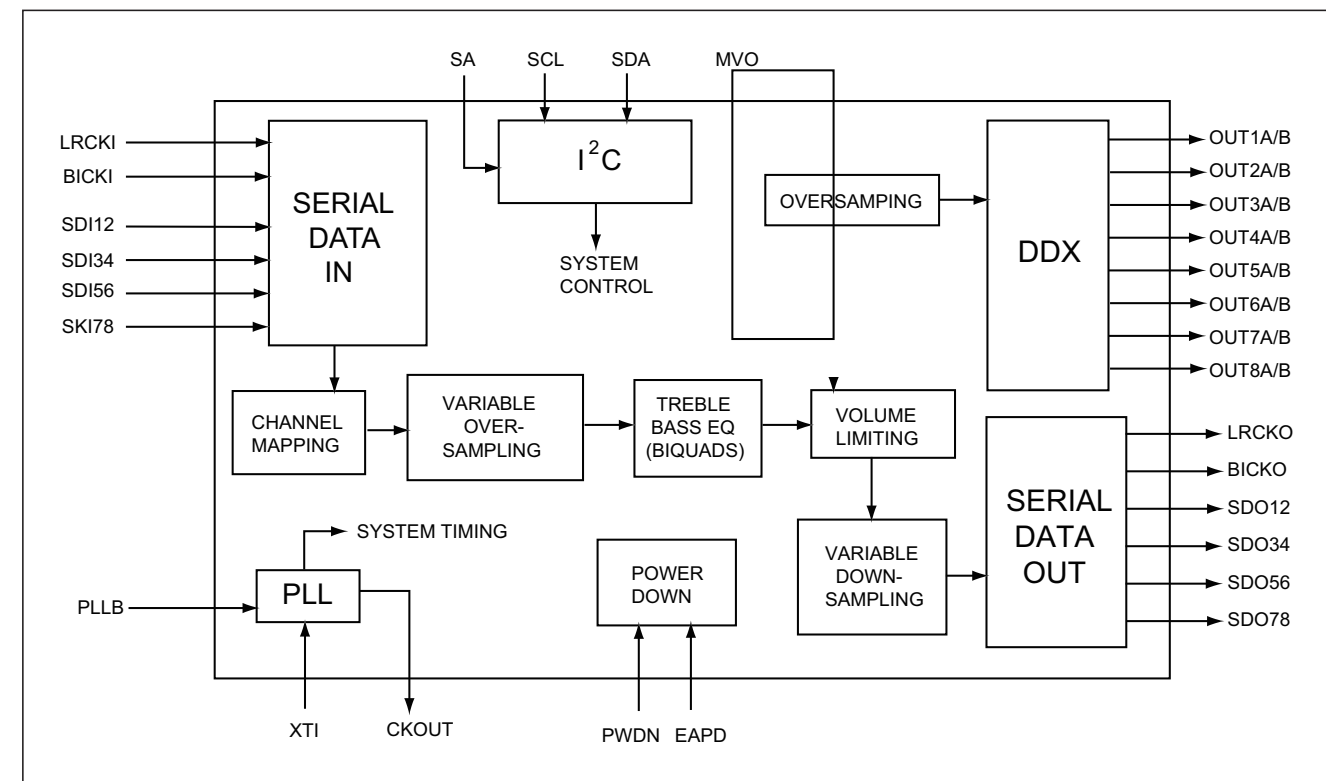 SA
SCL
SDA
MVO
LRCKI
BICKI
SDI12
SDI34
SDI56
SKI78
SERIAL
DATA
IN
I²C
SYSTEM
CONTROL
OVERSAMPING
DDX
OUT1A/B
OUT2A/B
OUT3A/B
OUT4A/B
OUT5A/B
OUT6A/B
OUT7A/B
OUT8A/B
CHANNEL
MAPPING
VARIABLE
OVER-
SAMPLING
TREBLE
BASS EQ
(BIQUADS)
VOLUME
LIMITING
SERIAL
DATA
OUT
LRCKO
BICKO
SDO12
SDO34
SDO56
SDO78
SYSTEM TIMING
PLLB
PLL
POWER
DOWN
VARIABLE
DOWN-
SAMPLING
XTI
CKOUT
PWDN
EAPD